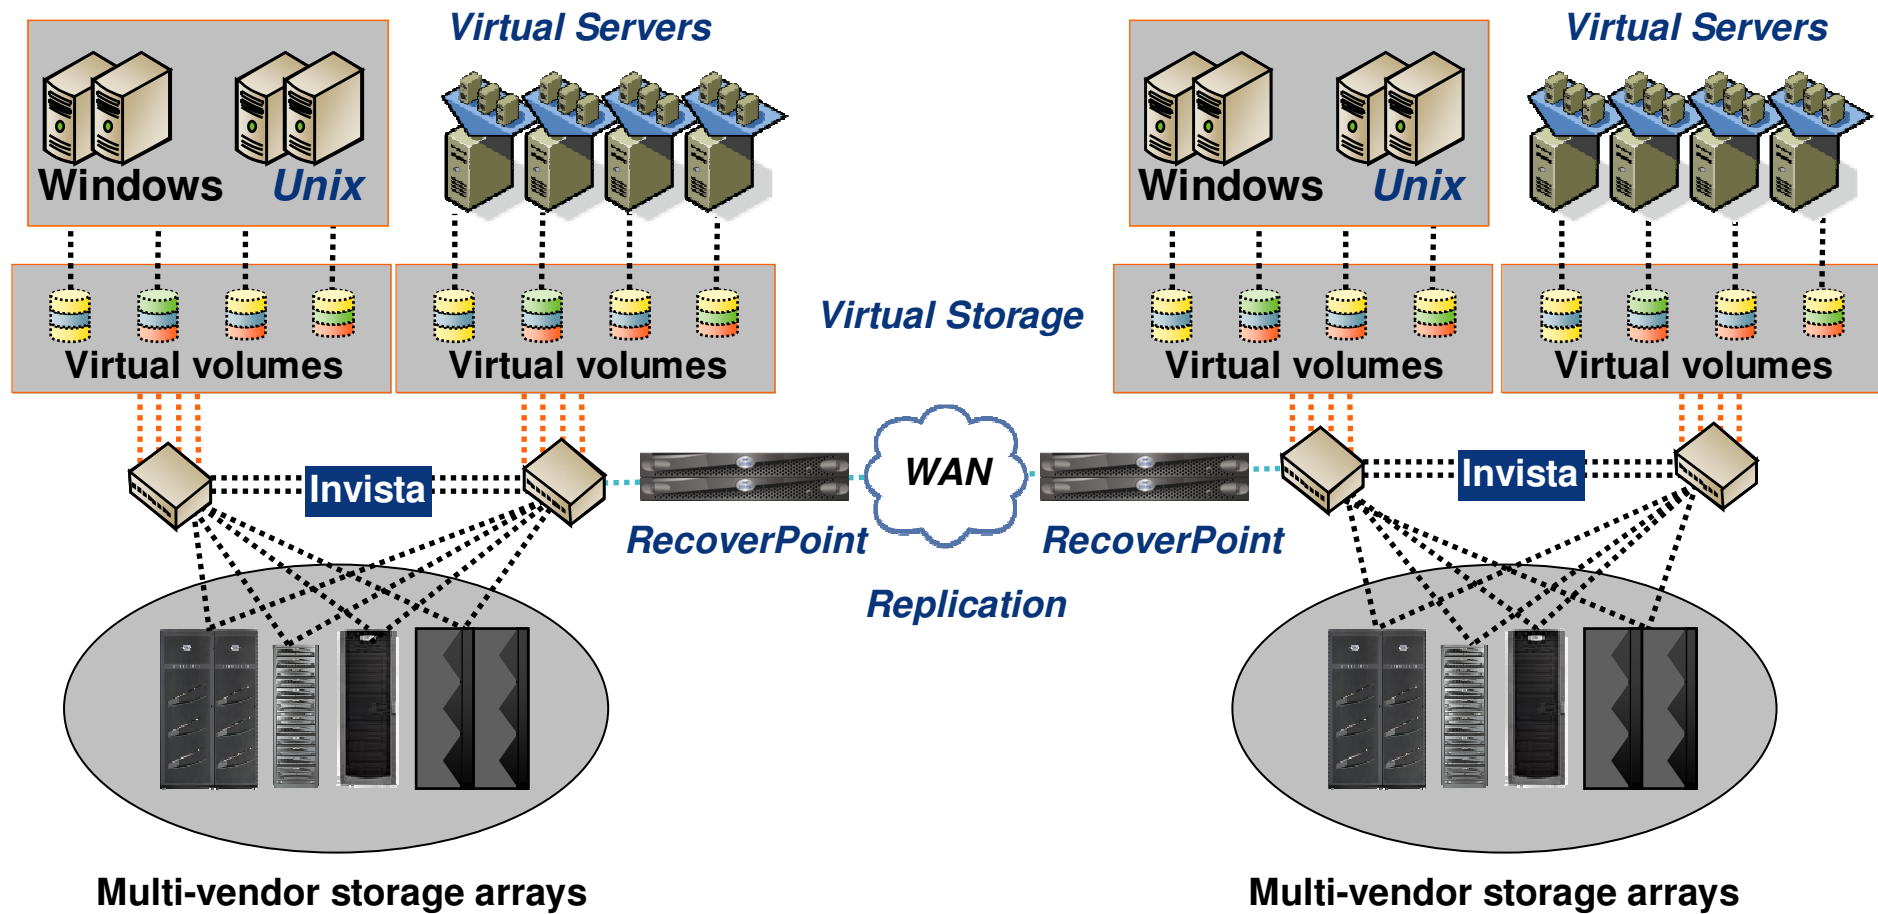 Virtual Servers
Virtual Servers
Windows
Unix
Windows
Unix
Virtual Storage
Virtual volumes
Virtual volumes
Virtual volumes
Virtual volumes
Invista
WAN
Invista
RecoverPoint
RecoverPoint
Replication
Multi-vendor storage arrays
Multi-vendor storage arrays